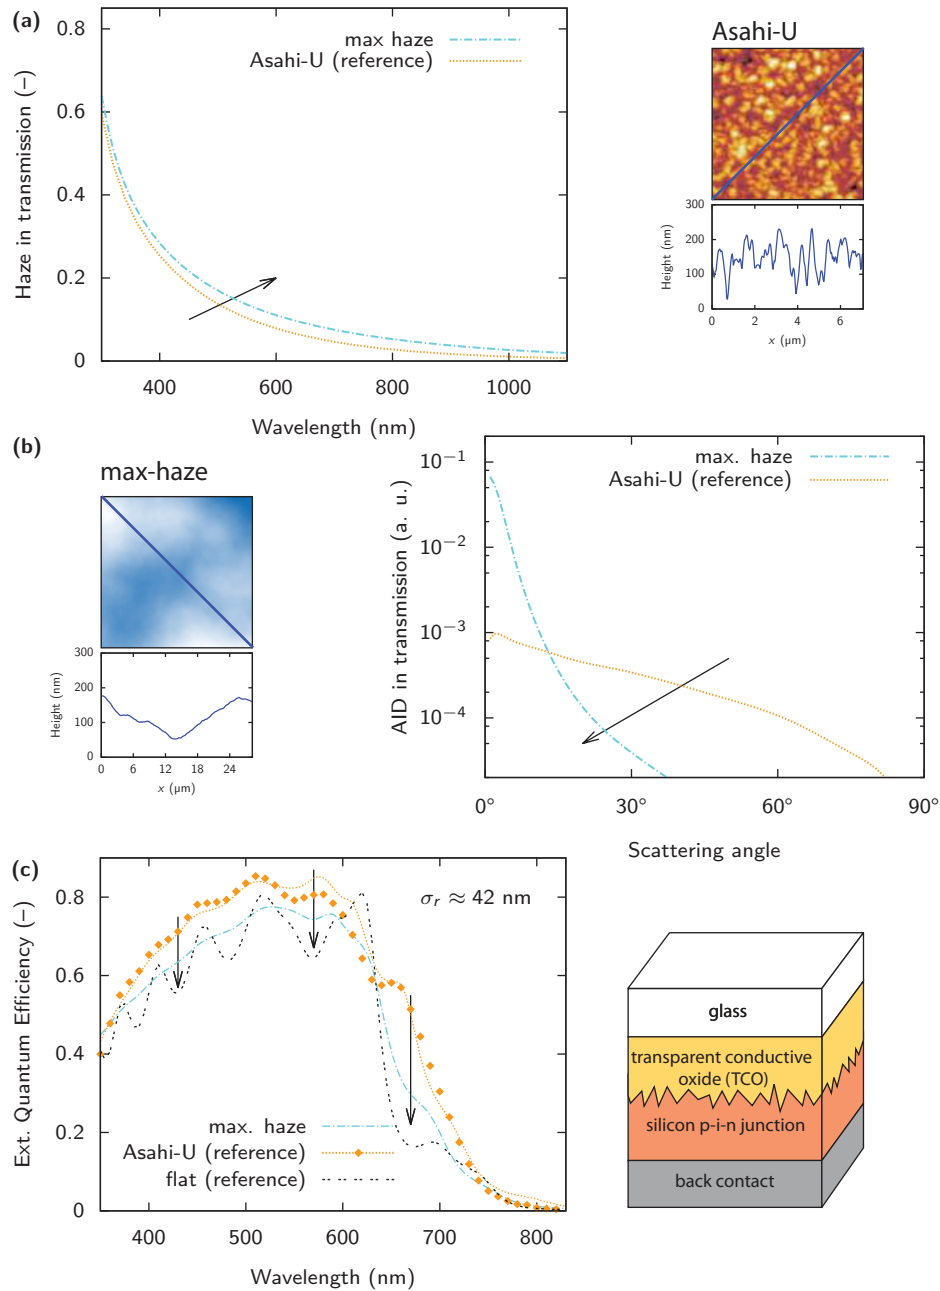 (a)
0.8
0.6
0.4
0.2
0
400
600
800
1000
Haze in transmission (–)
Wavelength (nm)
max haze
Asahi-U (reference)
Asahi-U
300
200
100
0
Height (nm)
0
2
4
6
x (μm)
(b)
max-haze
300
200
100
0
Height (nm)
0
6
12
18
24
x (μm)
AID in transmission (a. u.)
10⁻¹
10⁻²
10⁻³
10⁻⁴
max. haze
Asahi-U (reference)
0°
30°
60°
90°
Scattering angle
(c)
Ext. Quantum Efficiency (–)
0.8
0.6
0.4
0.2
0
σr ≈ 42 nm
max. haze
Asahi-U (reference)
flat (reference)
400
500
600
700
800
Wavelength (nm)
glass
transparent conductive
oxide (TCO)
silicon p-i-n junction
back contact